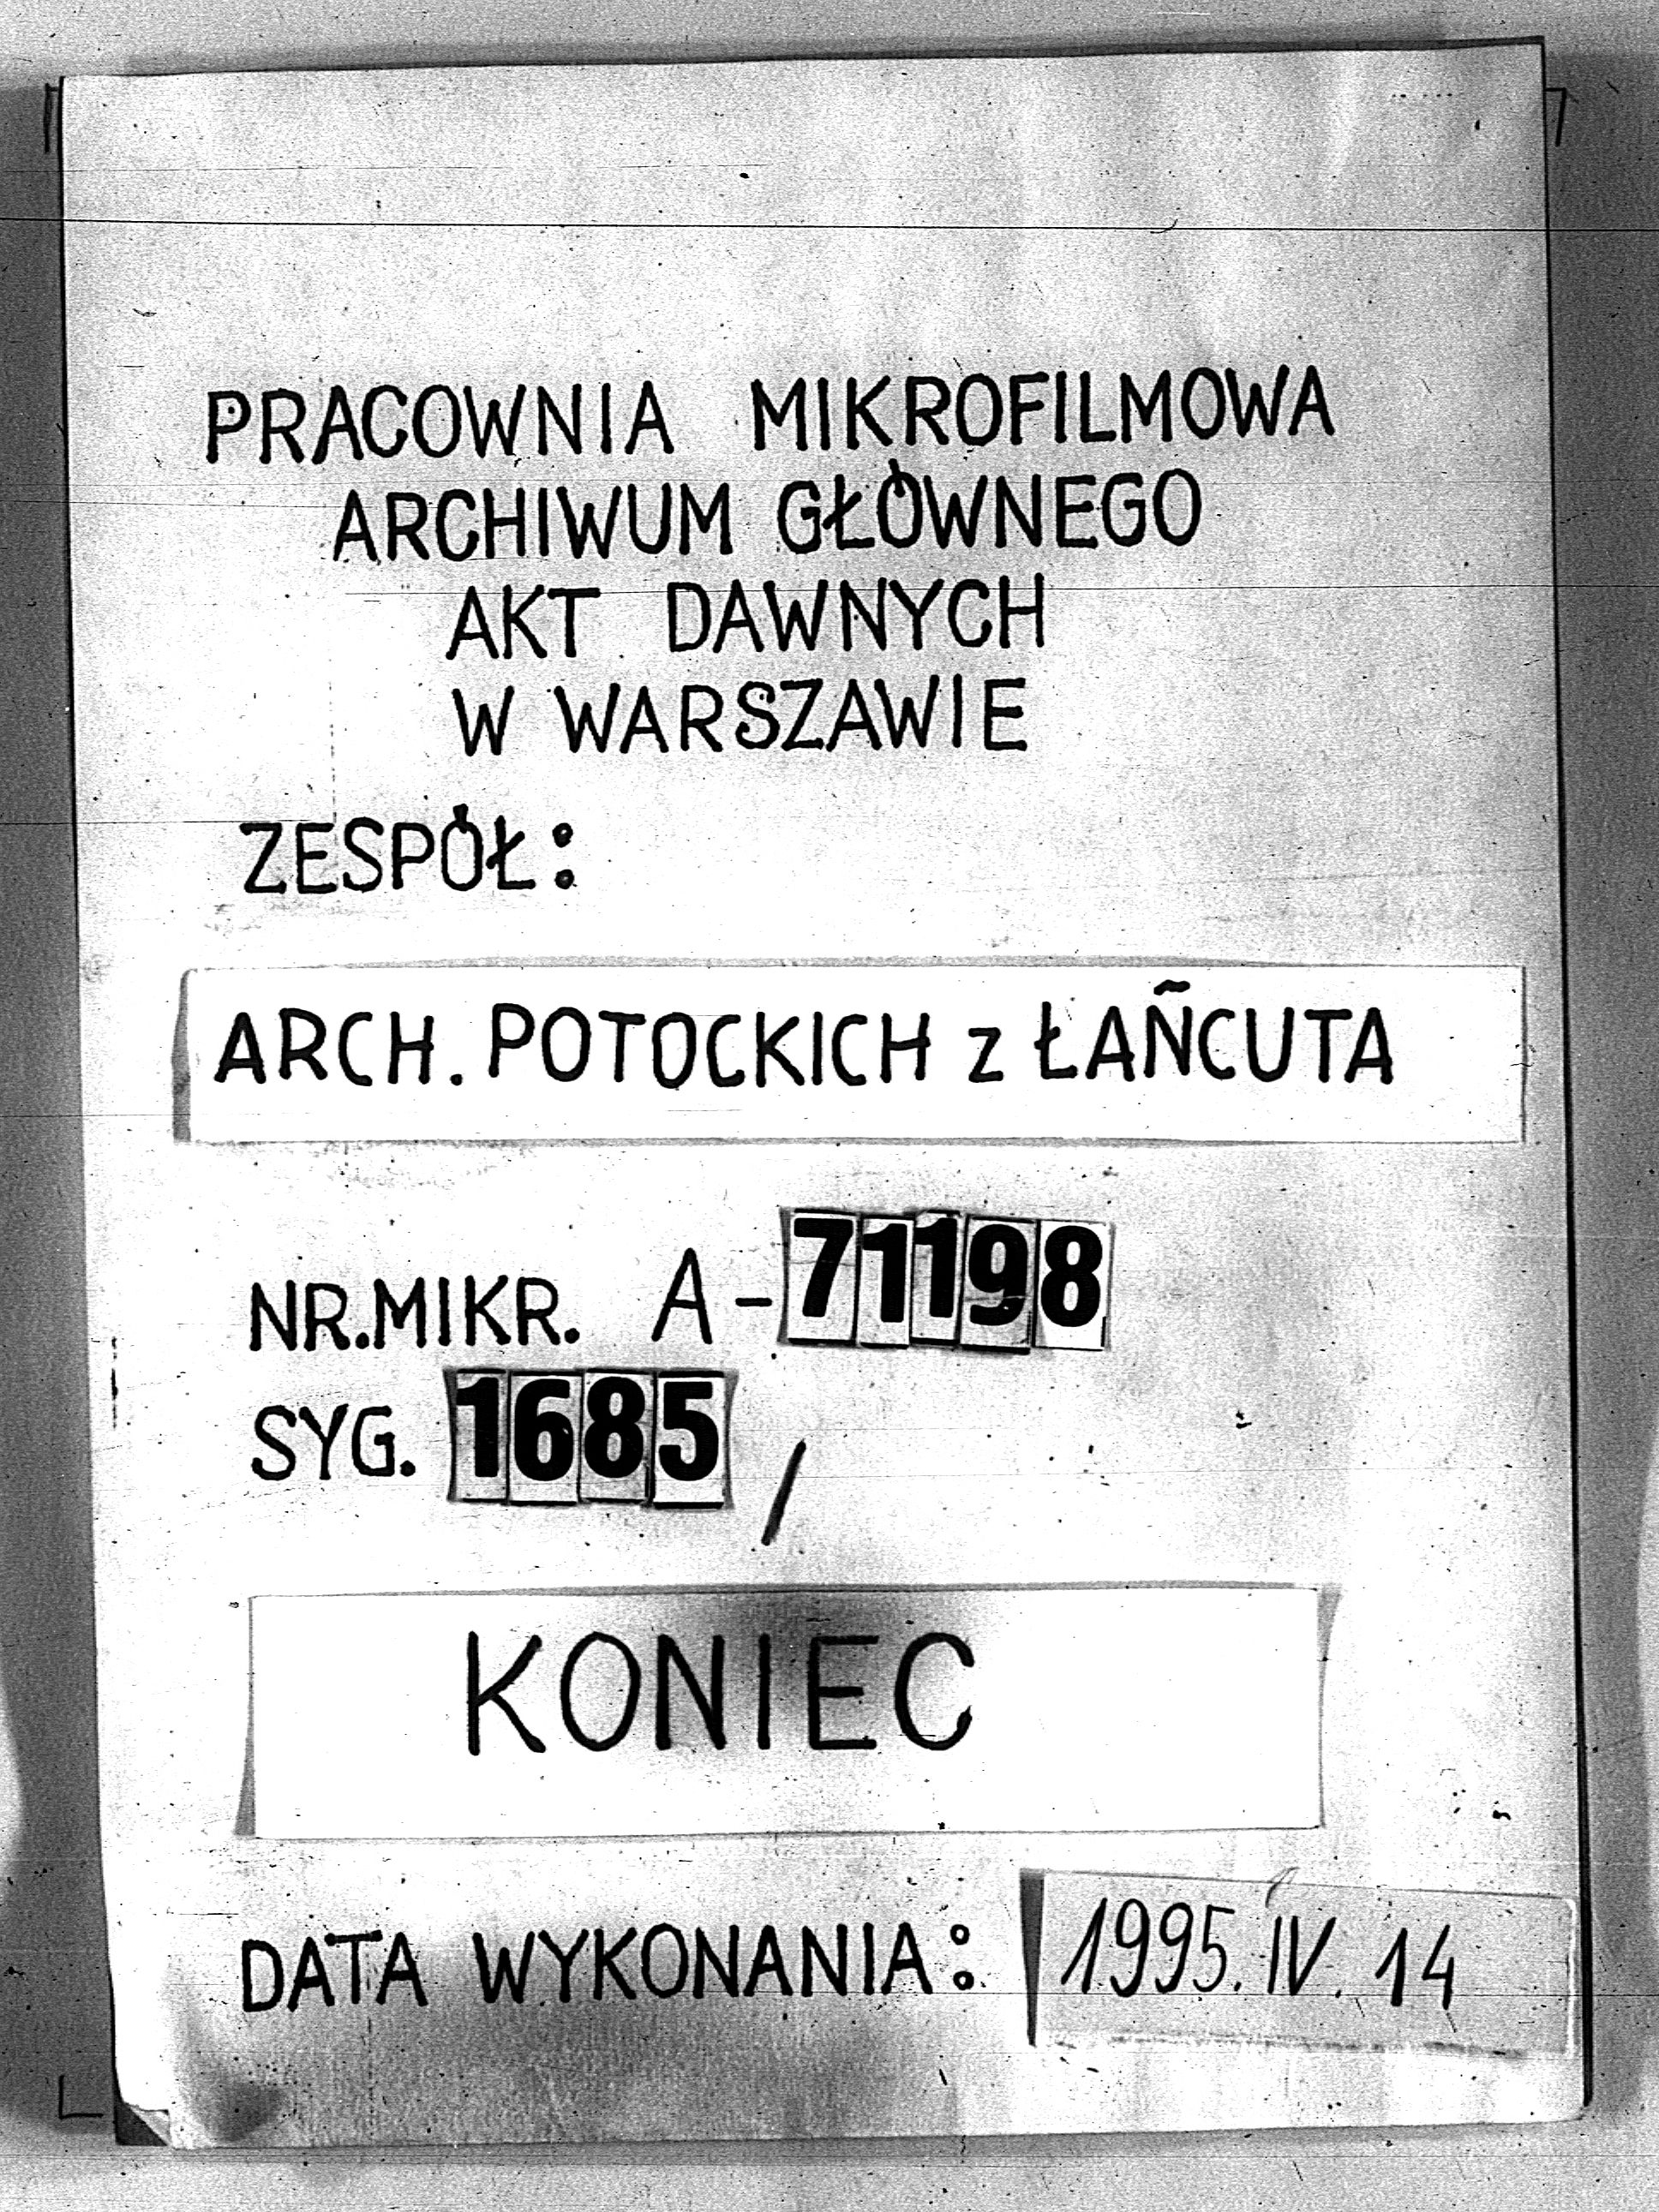 PRACOWNIA MIKROFILMOWA
ARCHIWUM GŁÓWNEGO
AKT DAWNYCH
W WARSZAWIE
ZESPÓŁ:
ARCH. POTOCKICH z ŁAŃCUTA
NR.MIKR. A-71198
SYG. 1685/
KONIEC
DATA WYKONANIA: 1995.IV.14